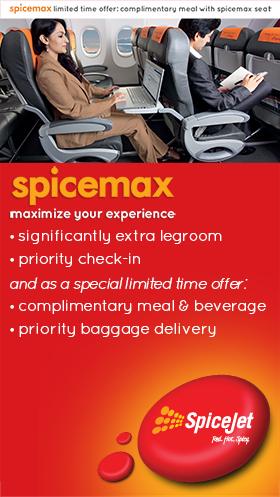 spicemax limited time offer: complimentary meal with spicemax seat
spicemax
maximize your experience
• significantly extra legroom
• priority check-in
and as a special limited time offer:
• complimentary meal & beverage
• priority baggage delivery
SpiceJet
Red. Hot. Spicy.